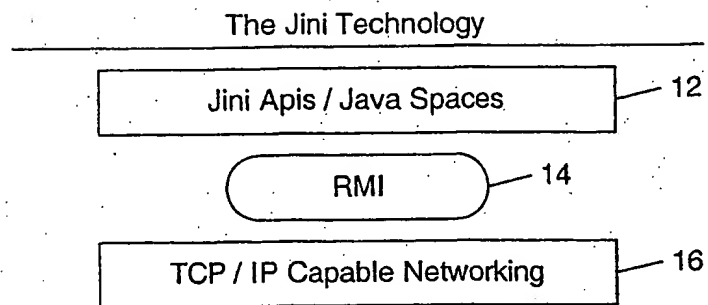 The Jini Technology
Jini Apis / Java Spaces
12
RMI
14
TCP / IP Capable Networking
16